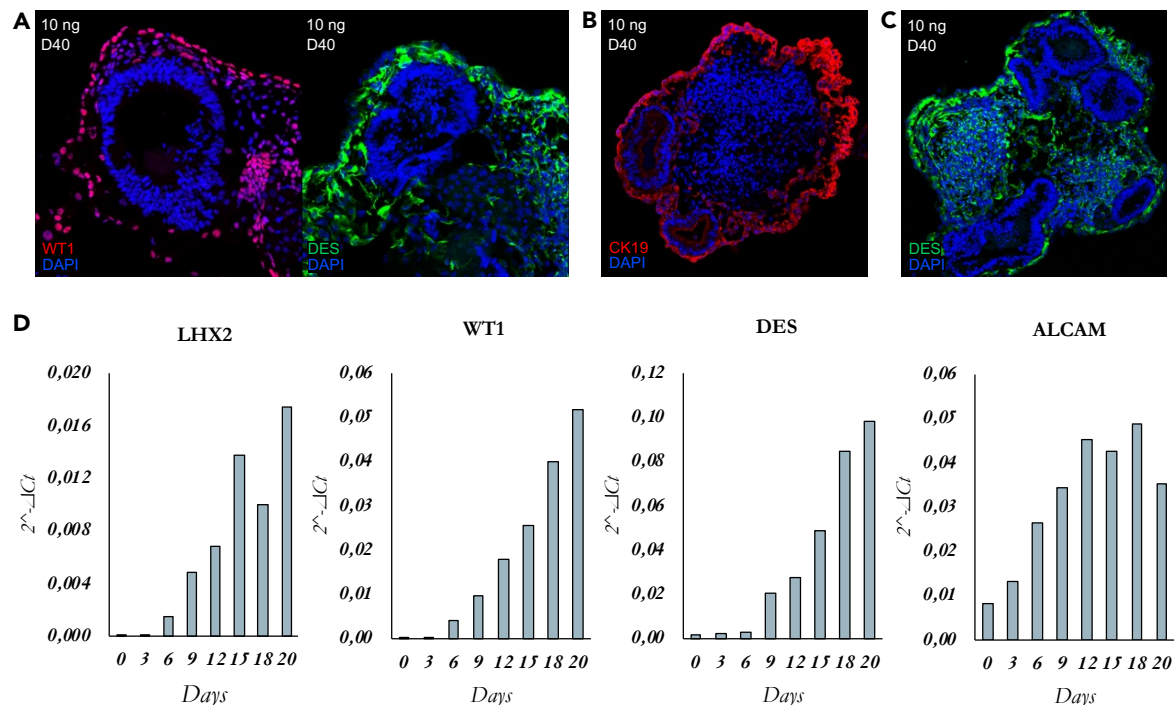 A
10 ng
D40
WT1
DAPI
10 ng
D40
DES
DAPI
B
10 ng
D40
CK19
DAPI
C
10 ng
D40
DES
DAPI
D
LHX2
2^-⊿Ct
0,020
0,016
0,012
0,008
0,004
0,000
0 3 6 9 12 15 18 20
Days
WT1
2^-⊿Ct
0,06
0,05
0,04
0,03
0,02
0,01
0,00
0 3 6 9 12 15 18 20
Days
DES
2^-⊿Ct
0,12
0,10
0,08
0,06
0,04
0,02
0,00
0 3 6 9 12 15 18 20
Days
ALCAM
2^-⊿Ct
0,06
0,05
0,04
0,03
0,02
0,01
0,00
0 3 6 9 12 15 18 20
Days